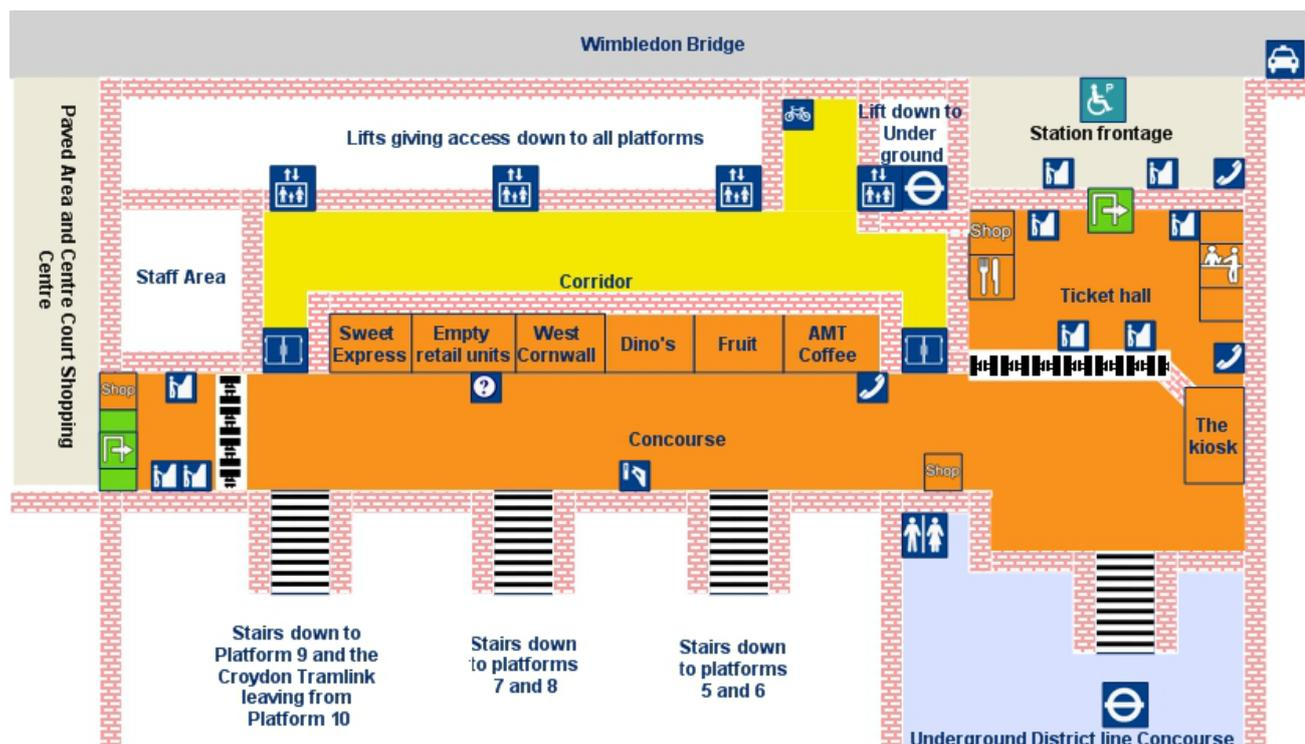 Wimbledon Bridge
Paved Area and Centre Court Shopping
Centre
Lifts giving access down to all platforms
Lift down to
Under
ground
P
Station frontage
Staff Area
Corridor
Shop
Ticket hall
Sweet
Express
Empty
retail units
West
Cornwall
Dino's
Fruit
AMT
Coffee
Shop
?
Concourse
The
kiosk
Shop
Stairs down to
Platform 9 and the
Croydon Tramlink
leaving from
Platform 10
Stairs down
to platforms
7 and 8
Stairs down
to platforms
5 and 6
Underground District line Concourse